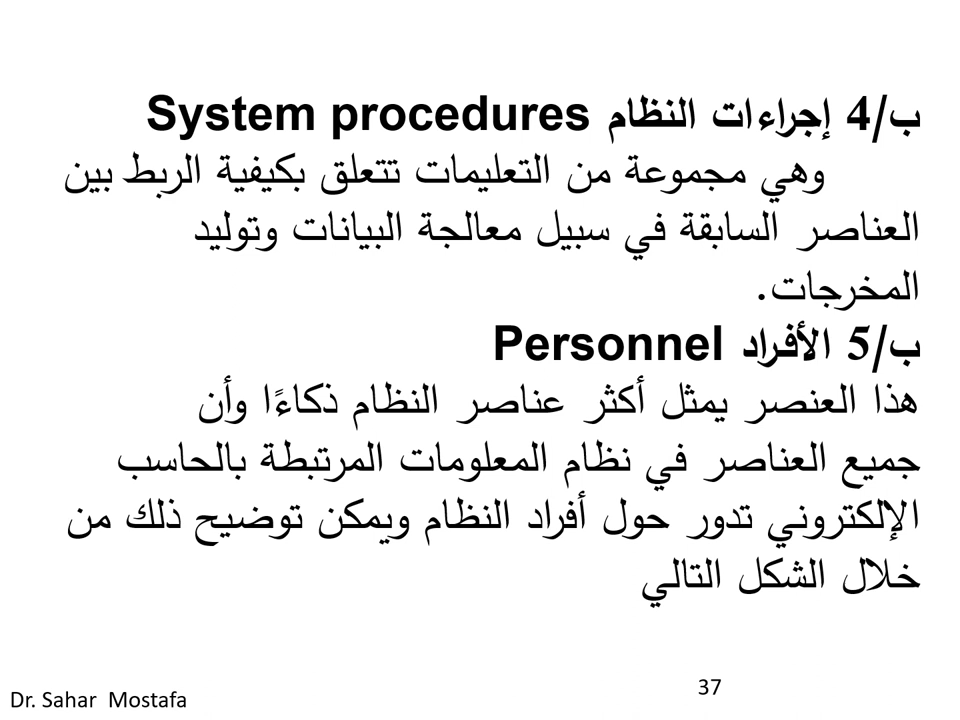 ب/4 إجراءات النظام System procedures
وهي مجموعة من التعليمات تتعلق بكيفية الربط بين
العناصر السابقة في سبيل معالجة البيانات وتوليد
المخرجات.
ب/5 الأفراد Personnel
هذا العنصر يمثل أكثر عناصر النظام ذكاءًا وأن
جميع العناصر في نظام المعلومات المرتبطة بالحاسب
الإلكتروني تدور حول أفراد النظام ويمكن توضيح ذلك من
خلال الشكل التالي
37
Dr. Sahar Mostafa